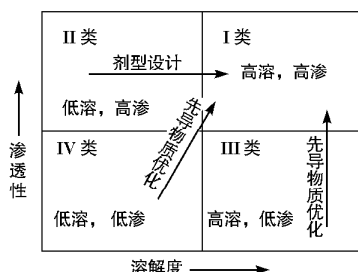 II 类
I 类
剂型设计
高溶，高渗
低溶，高渗
渗透性
先导物质优化
IV 类
III 类
先导物质优化
低溶，低渗
高溶，低渗
溶解度